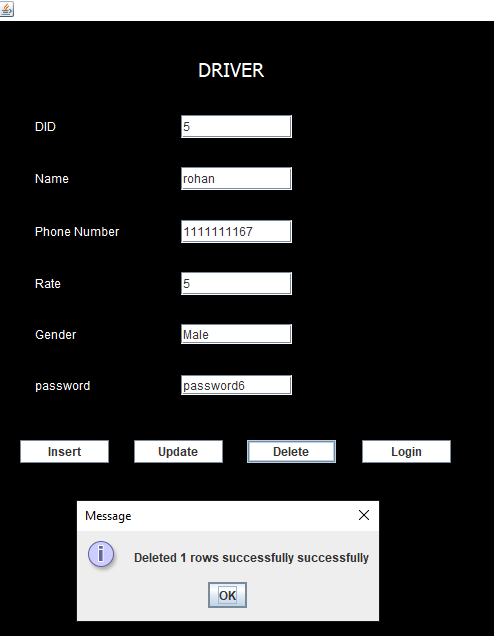 DRIVER
DID 5
Name rohan
Phone Number 1111111167
Rate 5
Gender Male
password password6
Insert Update Delete Login
Message
Deleted 1 rows successfully successfully
OK